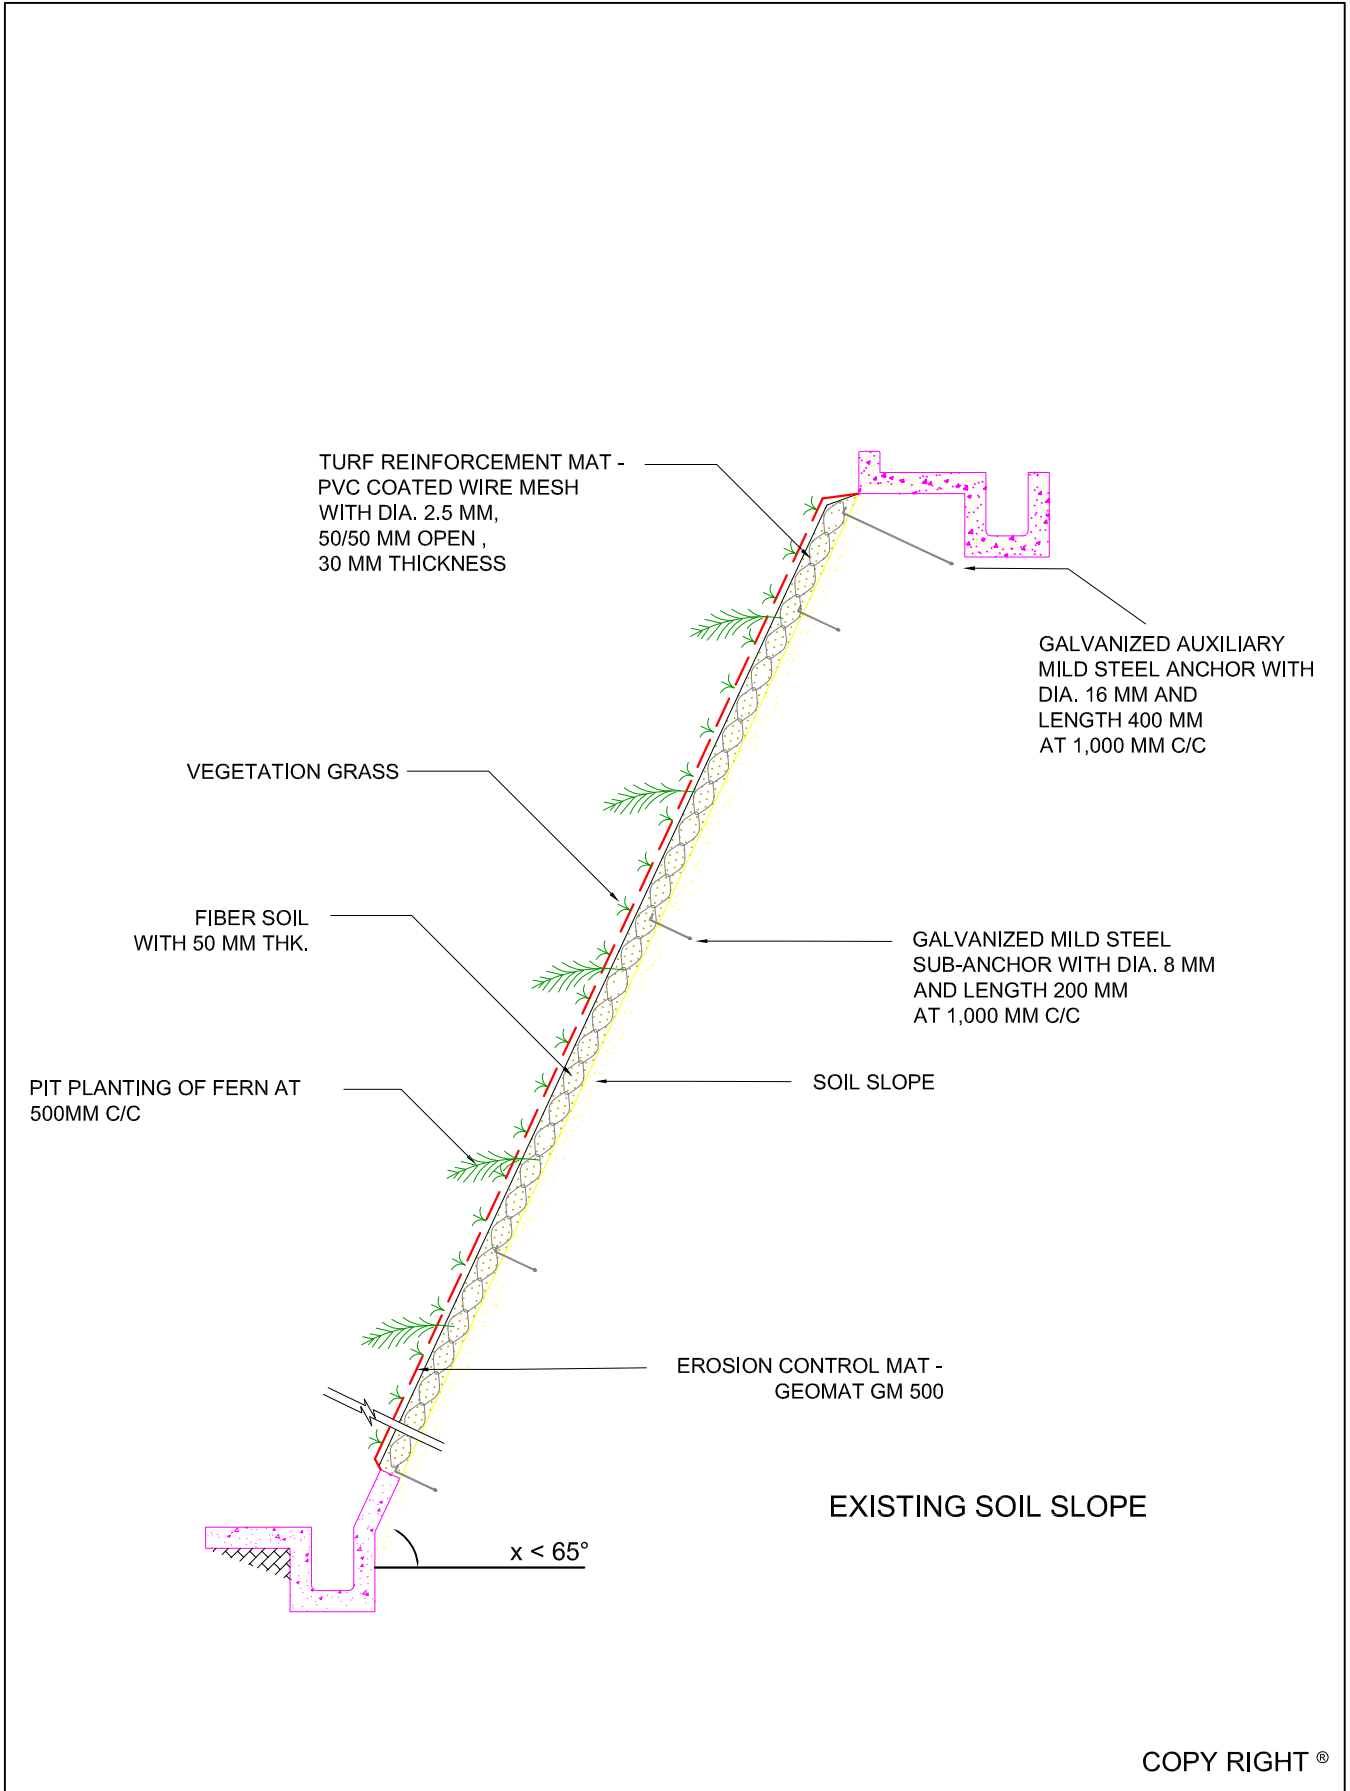 TURF REINFORCEMENT MAT -
PVC COATED WIRE MESH
WITH DIA. 2.5 MM,
50/50 MM OPEN ,
30 MM THICKNESS
GALVANIZED AUXILIARY
MILD STEEL ANCHOR WITH
DIA. 16 MM AND
LENGTH 400 MM
AT 1,000 MM C/C
VEGETATION GRASS
FIBER SOIL
WITH 50 MM THK.
GALVANIZED MILD STEEL
SUB-ANCHOR WITH DIA. 8 MM
AND LENGTH 200 MM
AT 1,000 MM C/C
PIT PLANTING OF FERN AT
500MM C/C
SOIL SLOPE
EROSION CONTROL MAT -
GEOMAT GM 500
EXISTING SOIL SLOPE
x < 65°
COPY RIGHT ®